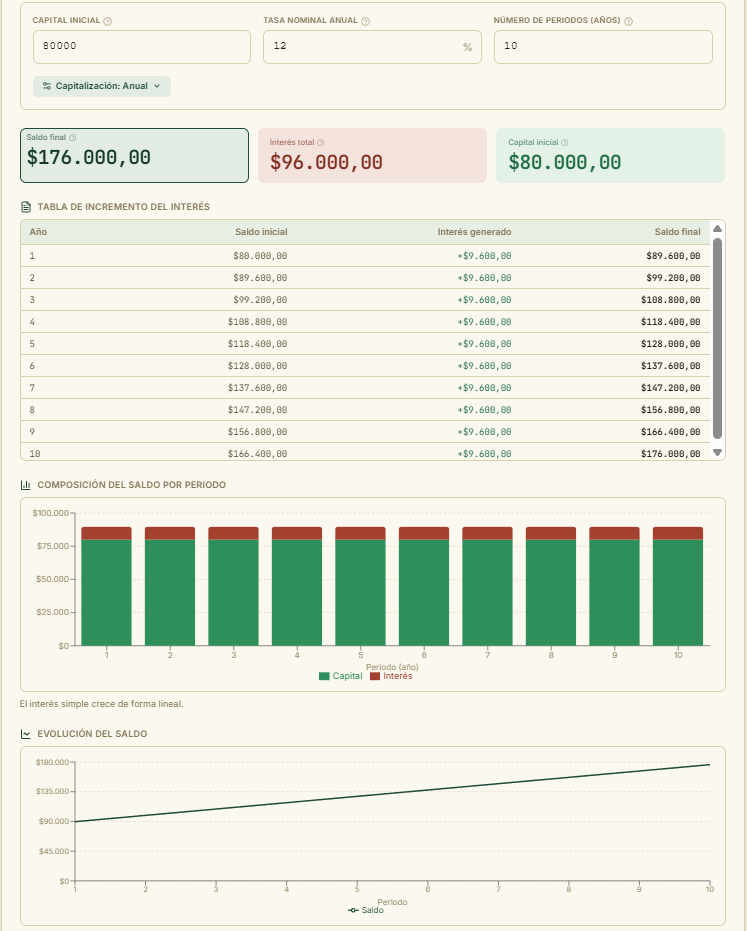 CAPITAL INICIAL TASA NOMINAL ANUAL NÚMERO DE PERIODOS (AÑOS)
80000 12 % 10
Capitalización: Anual
Saldo final Interés total Capital inicial
$176.000,00 $96.000,00 $80.000,00
TABLA DE INCREMENTO DEL INTERÉS
Año Saldo inicial Interés generado Saldo final
1 $80.000,00 +$9.600,00 $89.600,00
2 $89.600,00 +$9.600,00 $99.200,00
3 $99.200,00 +$9.600,00 $108.800,00
4 $108.800,00 +$9.600,00 $118.400,00
5 $118.400,00 +$9.600,00 $128.000,00
6 $128.000,00 +$9.600,00 $137.600,00
7 $137.600,00 +$9.600,00 $147.200,00
8 $147.200,00 +$9.600,00 $156.800,00
9 $156.800,00 +$9.600,00 $166.400,00
10 $166.400,00 +$9.600,00 $176.000,00
COMPOSICIÓN DEL SALDO POR PERIODO
$100.000
$75.000
$50.000
$25.000
$0
1 2 3 4 5 6 7 8 9 10
Periodo (año)
Capital Interés
El interés simple crece de forma lineal.
EVOLUCIÓN DEL SALDO
$180.000
$135.000
$90.000
$45.000
$0
1 2 3 4 5 6 7 8 9 10
Periodo
Saldo